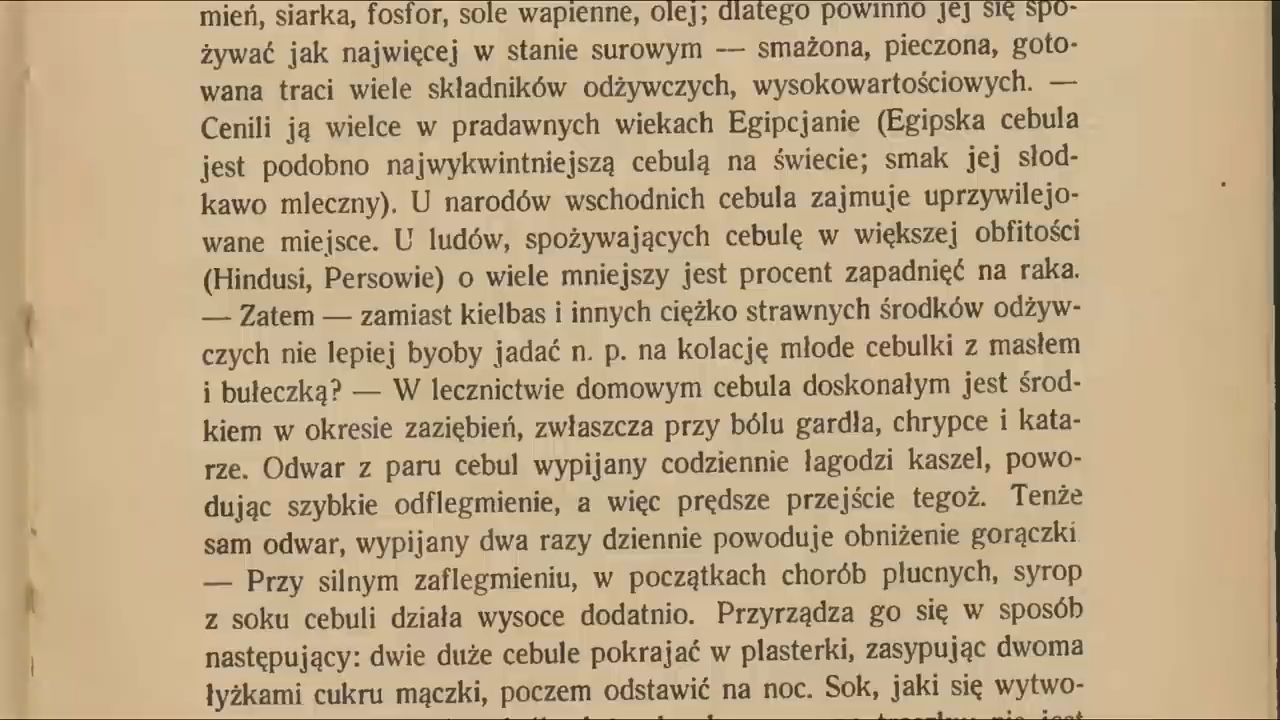 mień, siarka, fosfor, sole wapienne, olej; dlatego powinno jej się spo-
żywać jak najwięcej w stanie surowym — smażona, pieczona, goto-
wana traci wiele składników odżywczych, wysokowartościowych. —
Cenili ją wielce w pradawnych wiekach Egipcjanie (Egipska cebula
jest podobno najwykwintniejszą cebulą na świecie; smak jej słod-
kawo mleczny). U narodów wschodnich cebula zajmuje uprzywilejo-
wane miejsce. U ludów, spożywających cebulę w większej obfitości
(Hindusi, Persowie) o wiele mniejszy jest procent zapadnięć na raka.
— Zatem — zamiast kiełbas i innych ciężko strawnych środków odżyw-
czych nie lepiej byoby jadać n. p. na kolację młode cebulki z masłem
i bułeczką? — W lecznictwie domowym cebula doskonałym jest środ-
kiem w okresie zaziębień, zwłaszcza przy bólu gardła, chrypce i kata-
rze. Odwar z paru cebul wypijany codziennie łagodzi kaszel, powo-
dując szybkie odflegmienie, a więc prędsze przejście tegoż. Tenże
sam odwar, wypijany dwa razy dziennie powoduje obniżenie gorączki
— Przy silnym zaflegmieniu, w początkach chorób płucnych, syrop
z soku cebuli działa wysoce dodatnio. Przyrządza go się w sposób
następujący: dwie duże cebule pokrajać w plasterki, zasypując dwoma
łyżkami cukru mączki, poczem odstawić na noc. Sok, jaki się wytwo-